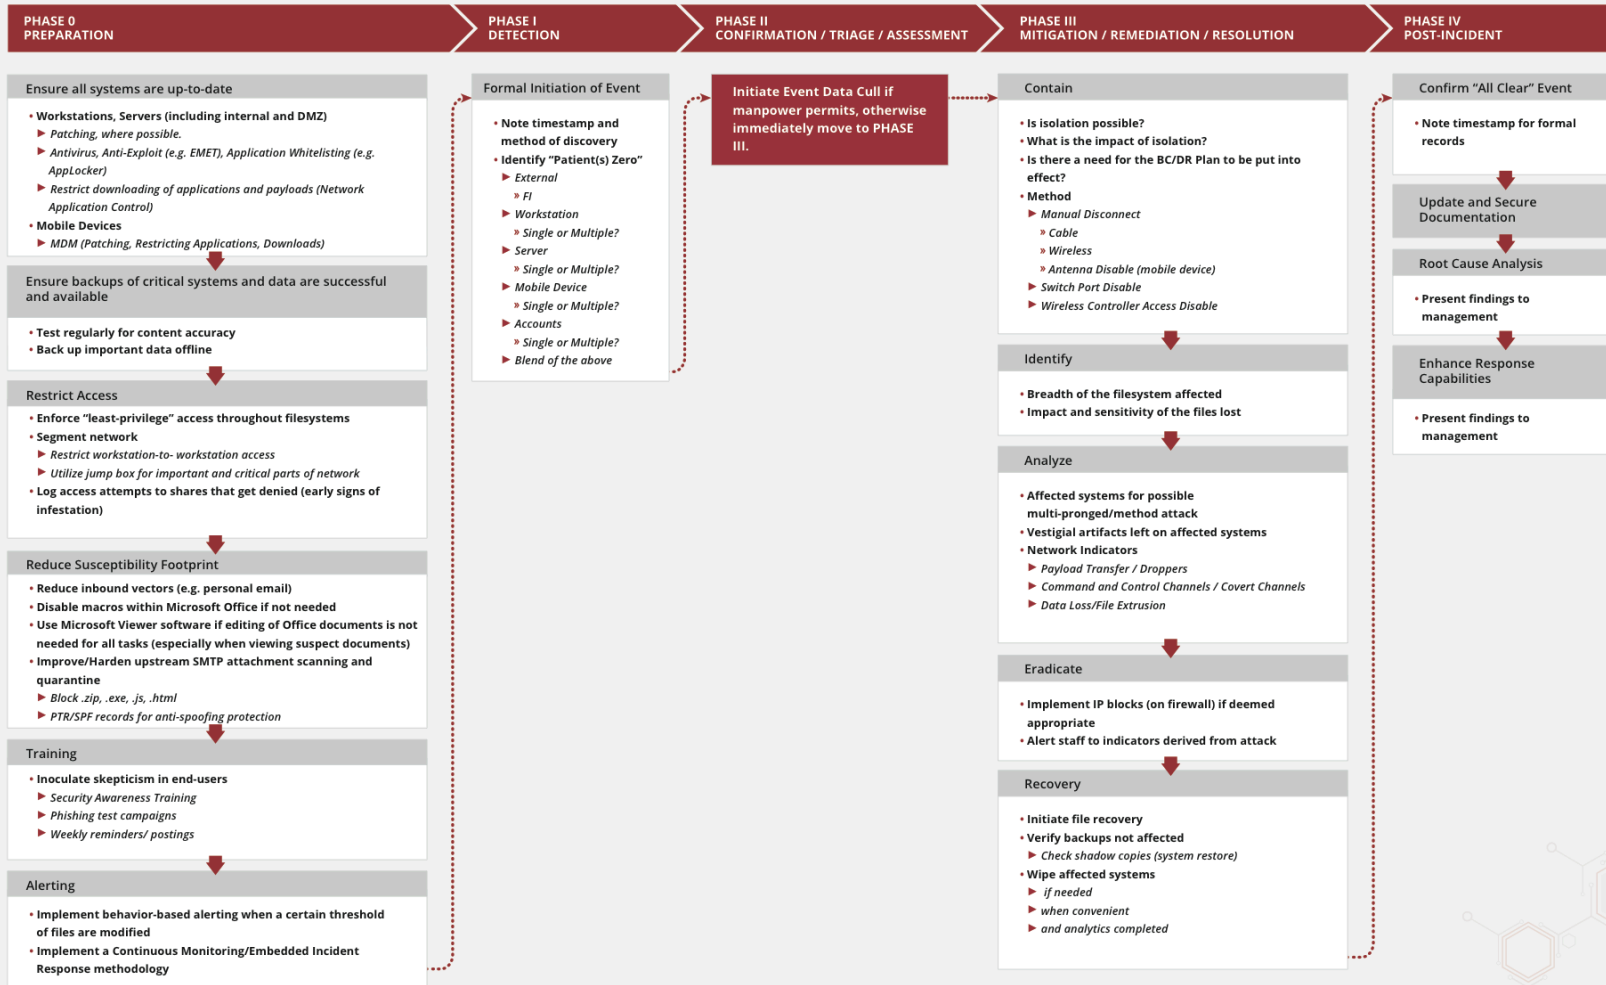 PHASE 0
PREPARATION
PHASE I
DETECTION
PHASE II
CONFIRMATION / TRIAGE / ASSESSMENT
PHASE III
MITIGATION / REMEDIATION / RESOLUTION
PHASE IV
POST-INCIDENT
Ensure all systems are up-to-date
• Workstations, Servers (including internal and DMZ)
► Patching, where possible.
► Antivirus, Anti-Exploit (e.g. EMET), Application Whitelisting (e.g.
AppLocker)
► Restrict downloading of applications and payloads (Network
Application Control)
• Mobile Devices
► MDM (Patching, Restricting Applications, Downloads)
Ensure backups of critical systems and data are successful
and available
• Test regularly for content accuracy
• Back up important data offline
Restrict Access
• Enforce “least-privilege” access throughout filesystems
• Segment network
► Restrict workstation-to- workstation access
► Utilize jump box for important and critical parts of network
• Log access attempts to shares that get denied (early signs of
infestation)
Reduce Susceptibility Footprint
• Reduce inbound vectors (e.g. personal email)
• Disable macros within Microsoft Office if not needed
• Use Microsoft Viewer software if editing of Office documents is not
needed for all tasks (especially when viewing suspect documents)
• Improve/Harden upstream SMTP attachment scanning and
quarantine
► Block .zip, .exe, .js, .html
► PTR/SPF records for anti-spoofing protection
Training
• Inoculate skepticism in end-users
► Security Awareness Training
► Phishing test campaigns
► Weekly reminders/ postings
Alerting
• Implement behavior-based alerting when a certain threshold
of files are modified
• Implement a Continuous Monitoring/Embedded Incident
Response methodology
Formal Initiation of Event
• Note timestamp and
method of discovery
• Identify “Patient(s) Zero”
► External
» FI
► Workstation
» Single or Multiple?
► Server
» Single or Multiple?
► Mobile Device
» Single or Multiple?
► Accounts
» Single or Multiple?
► Blend of the above
Initiate Event Data Cull if
manpower permits, otherwise
immediately move to PHASE
III.
Contain
• Is isolation possible?
• What is the impact of isolation?
• Is there a need for the BC/DR Plan to be put into
effect?
• Method
► Manual Disconnect
» Cable
» Wireless
» Antenna Disable (mobile device)
► Switch Port Disable
► Wireless Controller Access Disable
Identify
• Breadth of the filesystem affected
• Impact and sensitivity of the files lost
Analyze
• Affected systems for possible
multi-pronged/method attack
• Vestigial artifacts left on affected systems
• Network Indicators
► Payload Transfer / Droppers
► Command and Control Channels / Covert Channels
► Data Loss/File Extrusion
Eradicate
• Implement IP blocks (on firewall) if deemed
appropriate
• Alert staff to indicators derived from attack
Recovery
• Initiate file recovery
• Verify backups not affected
► Check shadow copies (system restore)
• Wipe affected systems
► if needed
► when convenient
► and analytics completed
Confirm “All Clear” Event
• Note timestamp for formal
records
Update and Secure
Documentation
Root Cause Analysis
• Present findings to
management
Enhance Response
Capabilities
• Present findings to
management